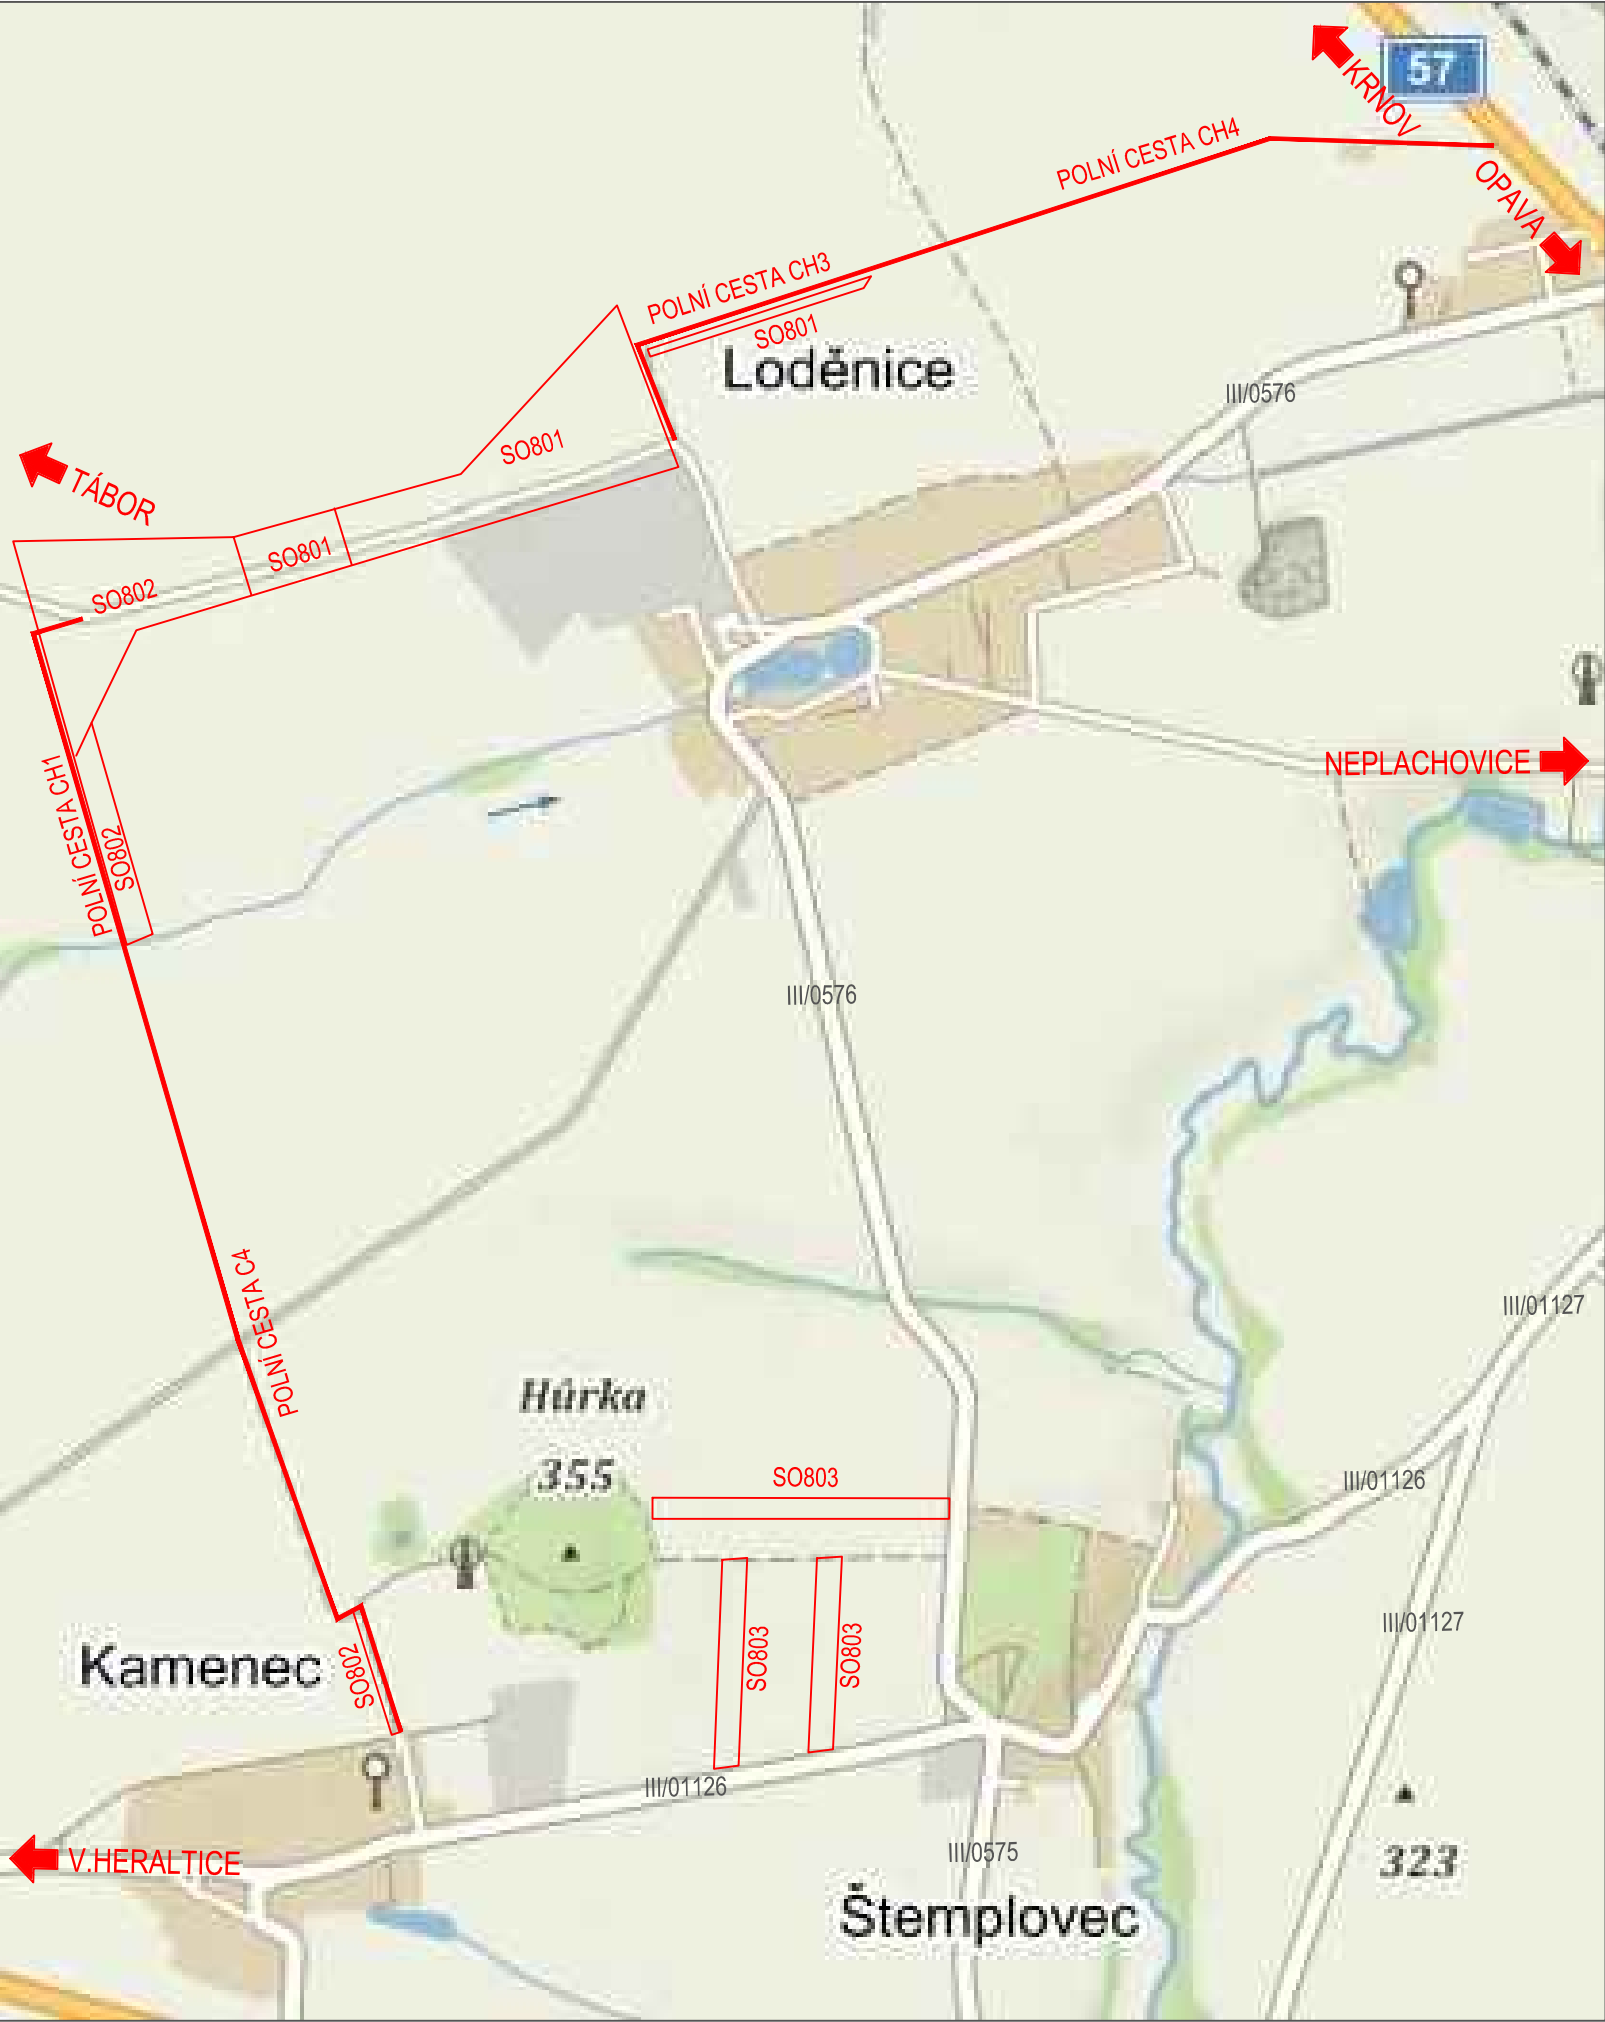 57
KRNOV
POLNÍ CESTA CH4
OPAVA
POLNÍ CESTA CH3
SO801
Loděnice
III/0576
SO801
TÁBOR
SO801
SO802
NEPLACHOVICE
POLNÍ CESTA CH1
SO802
III/0576
POLNÍ CESTA C4
III/01127
Hůrka
355
SO803
III/01126
SO803
SO803
III/01127
Kamenec
SO802
III/01126
V.HERALTICE
III/0575
323
Štemplovec